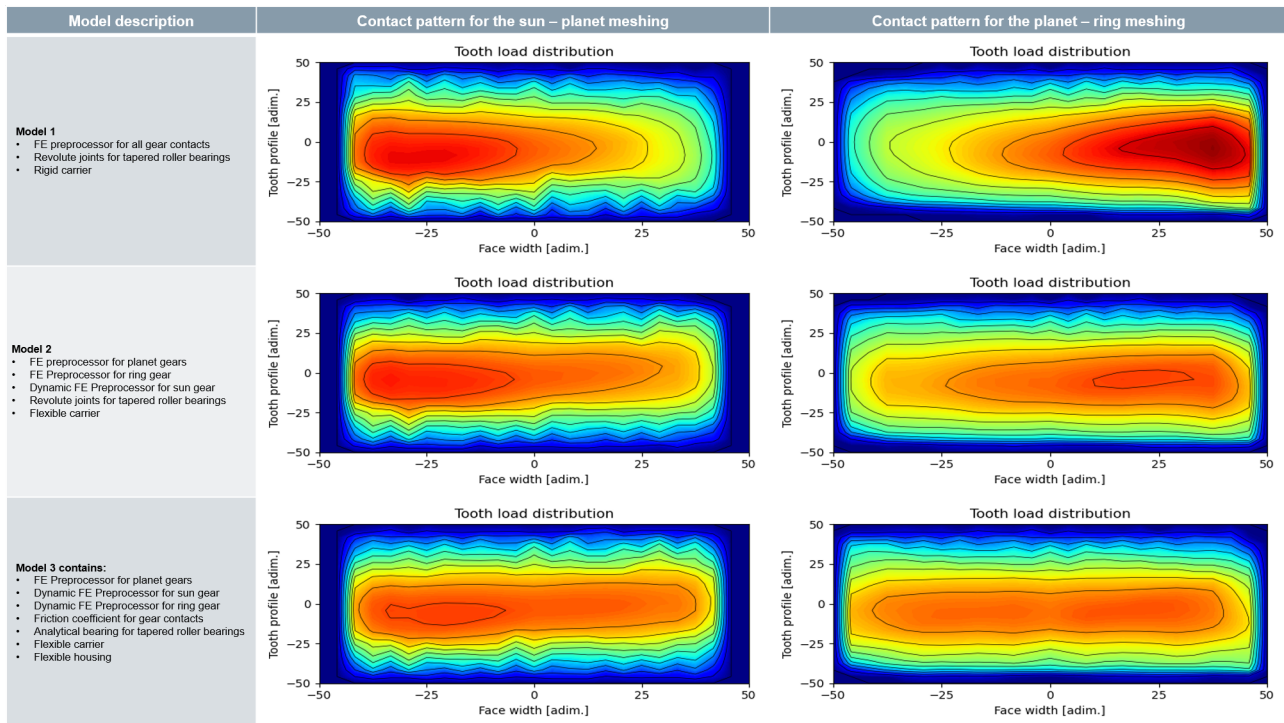 Model description
Contact pattern for the sun – planet meshing
Contact pattern for the planet – ring meshing
Model 1
• FE preprocessor for all gear contacts
• Revolute joints for tapered roller bearings
• Rigid carrier
Tooth load distribution
Tooth profile [adim.]
50
25
0
−25
−50
−50 −25 0 25 50
Face width [adim.]
Tooth load distribution
Tooth profile [adim.]
50
25
0
−25
−50
−50 −25 0 25 50
Face width [adim.]
Model 2
• FE preprocessor for planet gears
• FE Preprocessor for ring gear
• Dynamic FE Preprocessor for sun gear
• Revolute joints for tapered roller bearings
• Flexible carrier
Tooth load distribution
Tooth profile [adim.]
50
25
0
−25
−50
−50 −25 0 25 50
Face width [adim.]
Tooth load distribution
Tooth profile [adim.]
50
25
0
−25
−50
−50 −25 0 25 50
Face width [adim.]
Model 3 contains:
• FE Preprocessor for planet gears
• Dynamic FE Preprocessor for sun gear
• Dynamic FE Preprocessor for ring gear
• Friction coefficient for gear contacts
• Analytical bearing for tapered roller bearings
• Flexible carrier
• Flexible housing
Tooth load distribution
Tooth profile [adim.]
50
25
0
−25
−50
−50 −25 0 25 50
Face width [adim.]
Tooth load distribution
Tooth profile [adim.]
50
25
0
−25
−50
−50 −25 0 25 50
Face width [adim.]